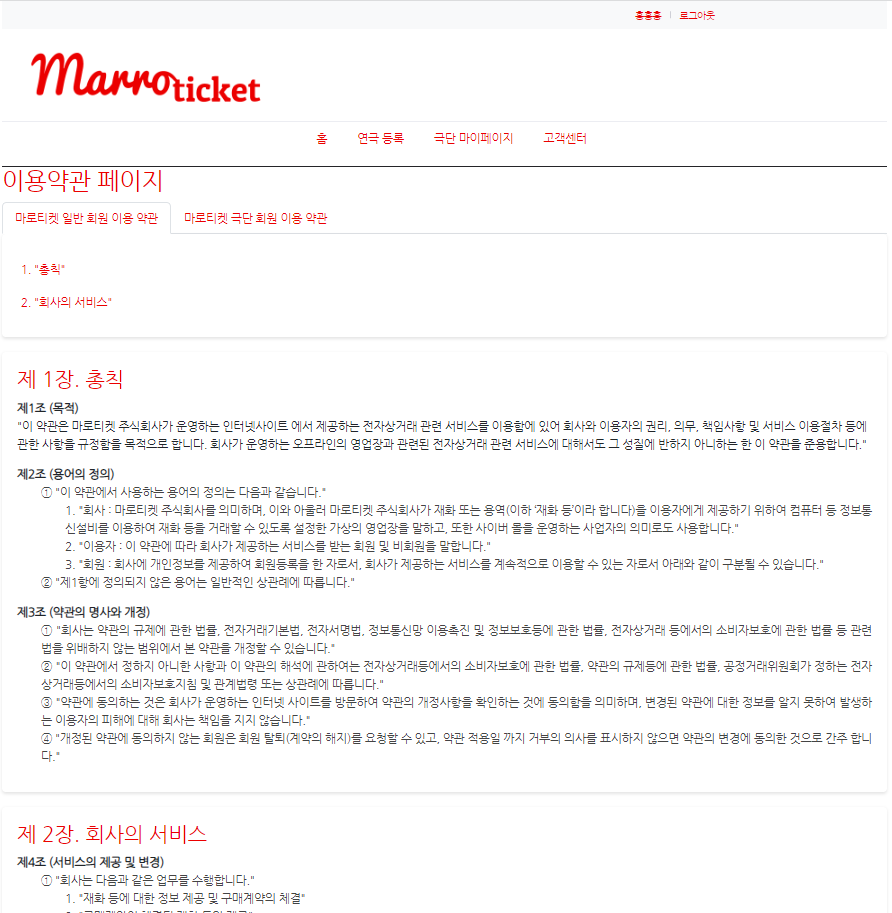 홍홍홍 | 로그아웃
Marroticket
홈 연극 등록 극단 마이페이지 고객센터
이용약관 페이지
마로티켓 일반 회원 이용 약관 마로티켓 극단 회원 이용 약관
1. "총칙"
2. "회사의 서비스"
제 1장. 총칙
제1조 (목적)
"이 약관은 마로티켓 주식회사가 운영하는 인터넷사이트 에서 제공하는 전자상거래 관련 서비스를 이용함에 있어 회사와 이용자의 권리, 의무, 책임사항 및 서비스 이용절차 등에
관한 사항을 규정함을 목적으로 합니다. 회사가 운영하는 오프라인의 영업장과 관련된 전자상거래 관련 서비스에 대해서도 그 성질에 반하지 아니하는 한 이 약관을 준용합니다."
제2조 (용어의 정의)
① "이 약관에서 사용하는 용어의 정의는 다음과 같습니다."
1. "회사 : 마로티켓 주식회사를 의미하며, 이와 아울러 마로티켓 주식회사가 재화 또는 용역(이하 '재화 등'이라 합니다)을 이용자에게 제공하기 위하여 컴퓨터 등 정보통
신설비를 이용하여 재화 등을 거래할 수 있도록 설정한 가상의 영업장을 말하고, 또한 사이버 몰을 운영하는 사업자의 의미로도 사용합니다."
2. "이용자 : 이 약관에 따라 회사가 제공하는 서비스를 받는 회원 및 비회원을 말합니다."
3. "회원 : 회사에 개인정보를 제공하여 회원등록을 한 자로서, 회사가 제공하는 서비스를 계속적으로 이용할 수 있는 자로서 아래와 같이 구분될 수 있습니다."
② "제1항에 정의되지 않은 용어는 일반적인 상관례에 따릅니다."
제3조 (약관의 명사와 개정)
① "회사는 약관의 규제에 관한 법률, 전자거래기본법, 전자서명법, 정보통신망 이용촉진 및 정보보호등에 관한 법률, 전자상거래 등에서의 소비자보호에 관한 법률 등 관련
법을 위배하지 않는 범위에서 본 약관을 개정할 수 있습니다."
② "이 약관에서 정하지 아니한 사항과 이 약관의 해석에 관하여는 전자상거래등에서의 소비자보호에 관한 법률, 약관의 규제등에 관한 법률, 공정거래위원회가 정하는 전자
상거래등에서의 소비자보호지침 및 관계법령 또는 상관례에 따릅니다."
③ "약관에 동의하는 것은 회사가 운영하는 인터넷 사이트를 방문하여 약관의 개정사항을 확인하는 것에 동의함을 의미하며, 변경된 약관에 대한 정보를 알지 못하여 발생하
는 이용자의 피해에 대해 회사는 책임을 지지 않습니다."
④ "개정된 약관에 동의하지 않는 회원은 회원 탈퇴(계약의 해지)를 요청할 수 있고, 약관 적용일 까지 거부의 의사를 표시하지 않으면 약관의 변경에 동의한 것으로 간주 합니
다."
제 2장. 회사의 서비스
제4조 (서비스의 제공 및 변경)
① "회사는 다음과 같은 업무를 수행합니다."
1. "재화 등에 대한 정보 제공 및 구매계약의 체결"